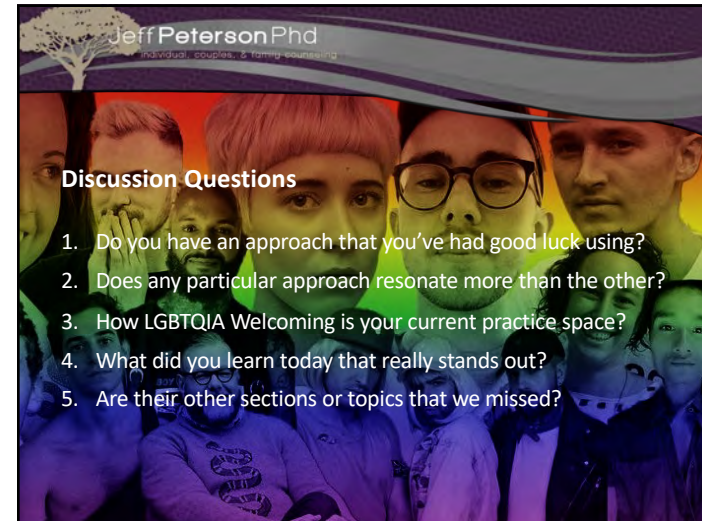 Jeff Peterson Phd
individual, couples, & family counseling
Discussion Questions
1. Do you have an approach that you've had good luck using?
2. Does any particular approach resonate more than the other?
3. How LGBTQIA Welcoming is your current practice space?
4. What did you learn today that really stands out?
5. Are their other sections or topics that we missed?